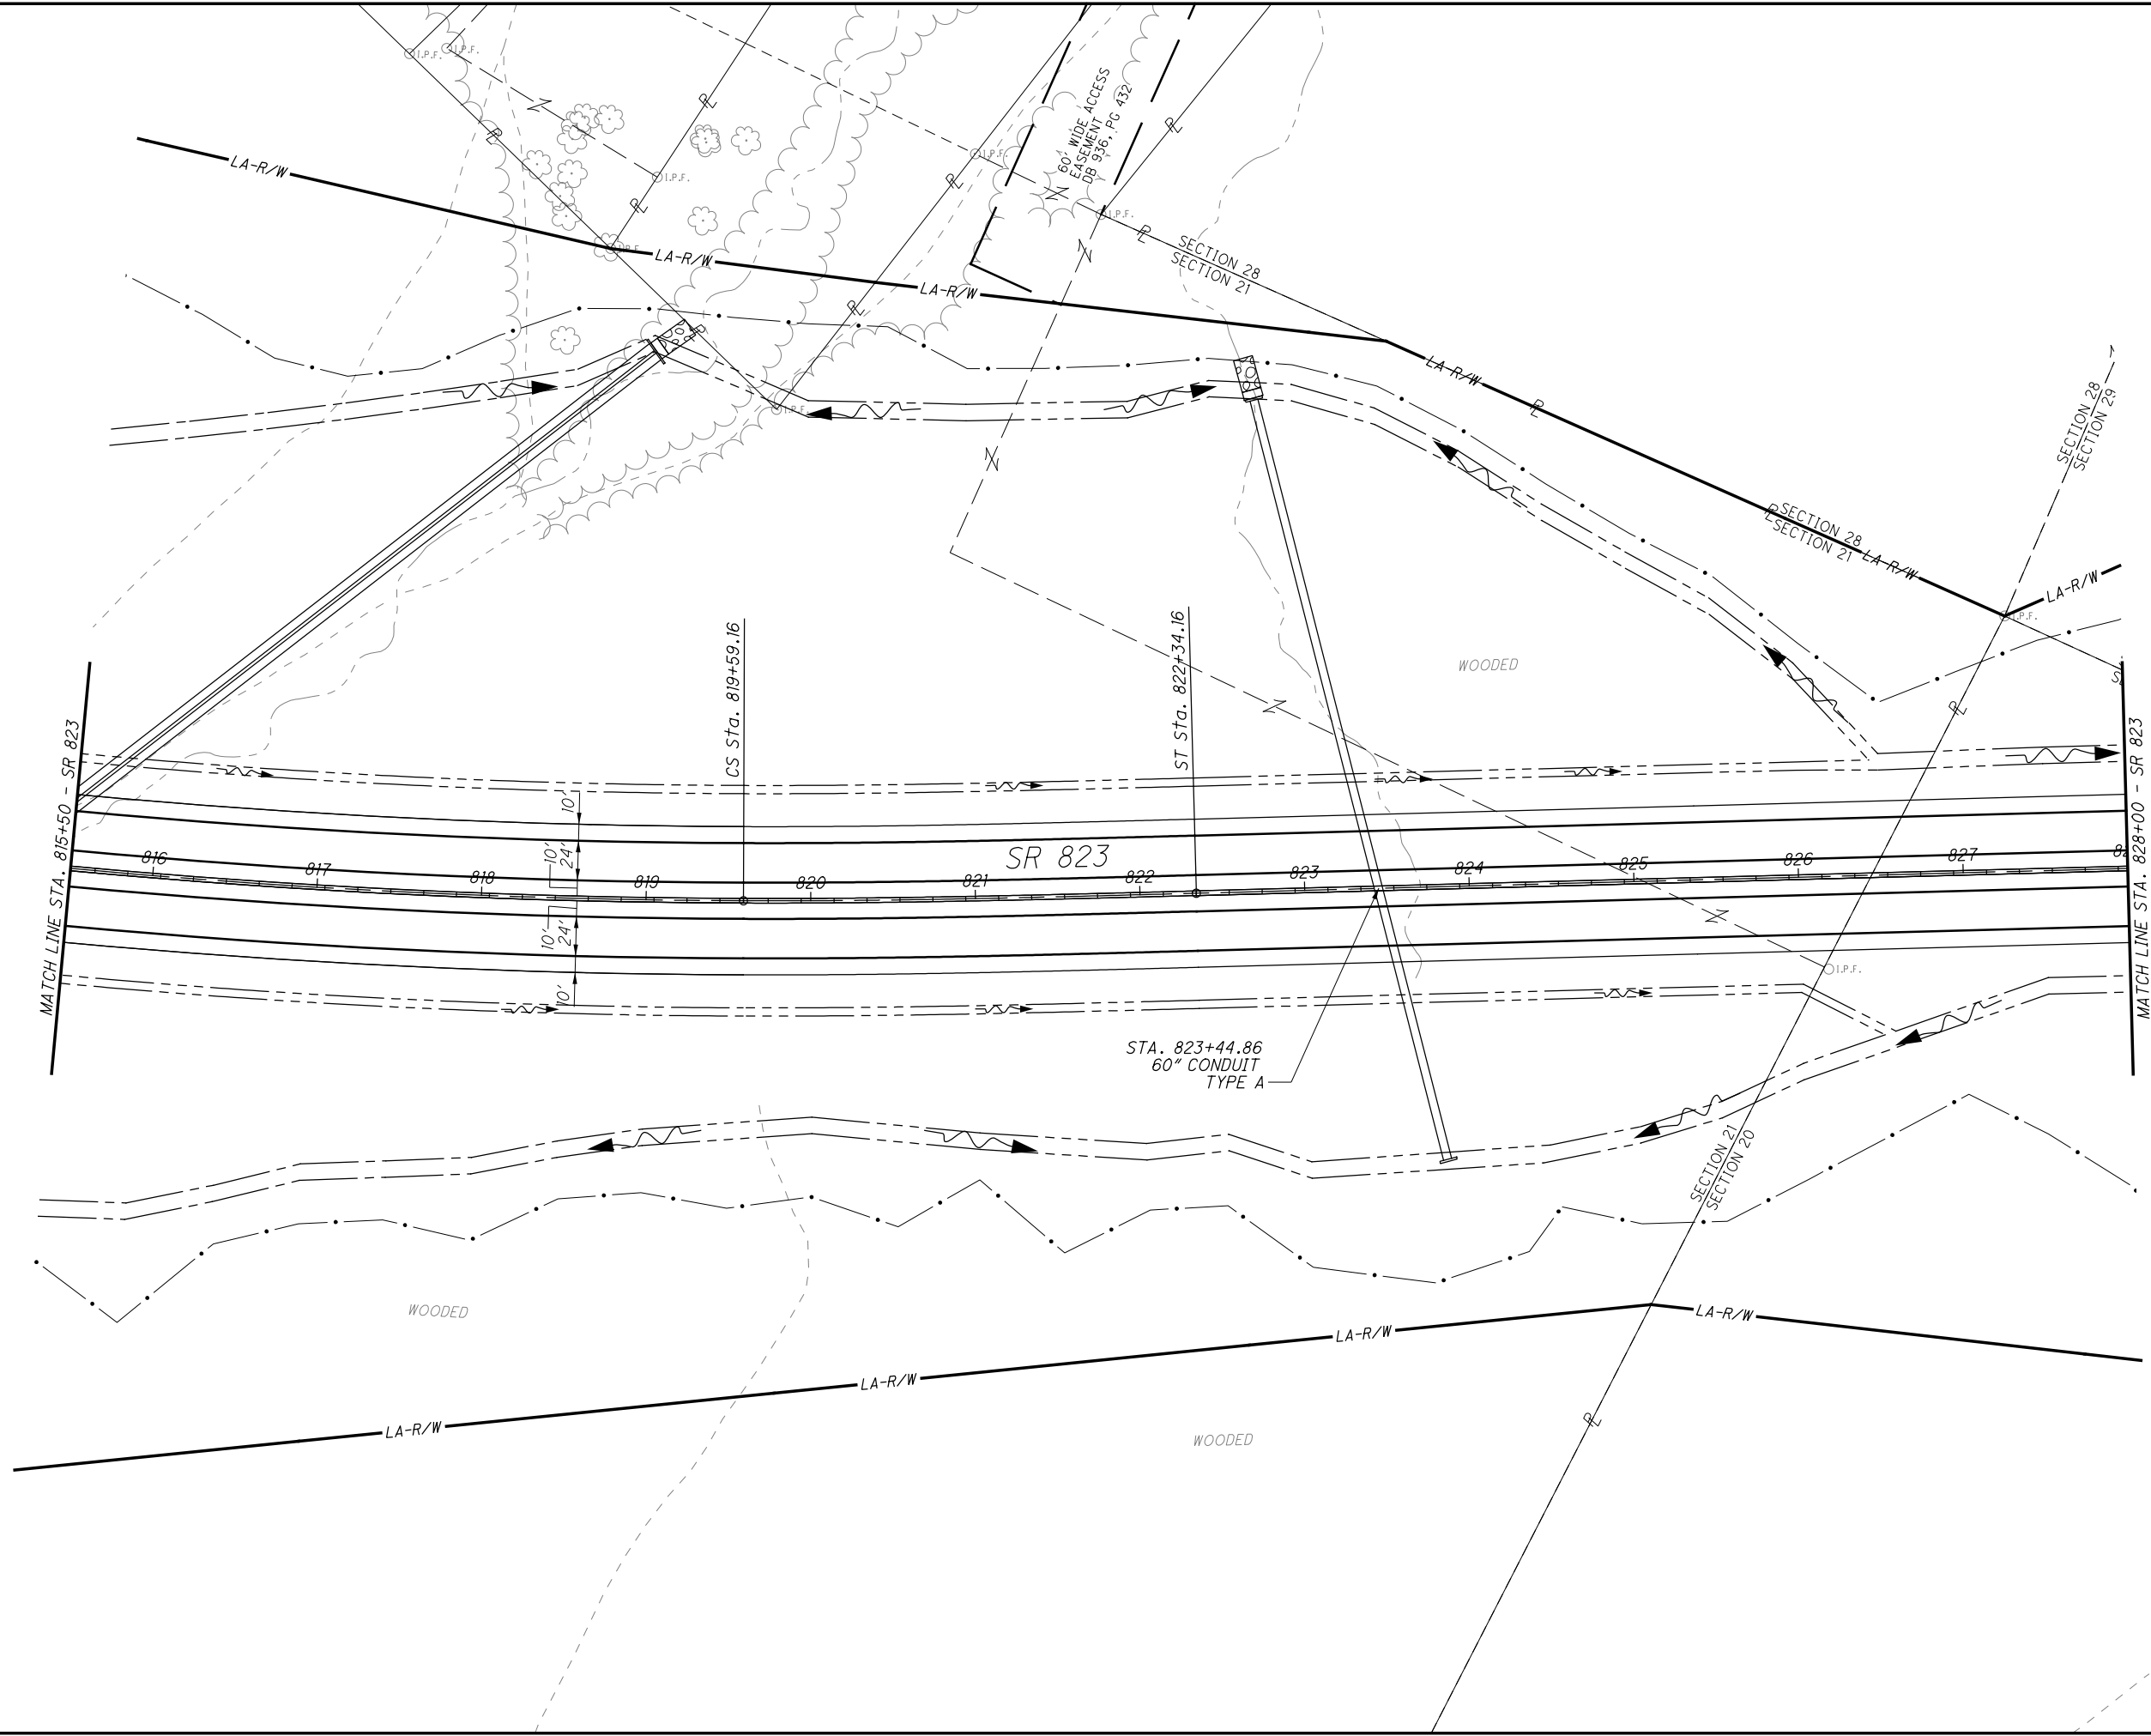 I.P.F.
I.P.F.
LA-R/W
I.P.F.
I.P.F.
LA-R/W
I.P.F.
60' WIDE ACCESS
EASEMENT
DB 936, PG 432
I.P.F.
SECTION 28
SECTION 21
LA-R/W
I.P.F.
LA-R/W
SECTION 28
SECTION 29
SECTION 28
SECTION 21
LA-R/W
LA-R/W
I.P.F.
WOODED
CS Sta. 819+59.16
ST Sta. 822+34.16
MATCH LINE STA. 815+50 - SR 823
MATCH LINE STA. 828+00 - SR 823
10'
10'
24'
SR 823
816
817
818
819
820
821
822
823
824
825
826
827
10'
24'
10'
I.P.F.
STA. 823+44.86
60" CONDUIT
TYPE A
SECTION 21
SECTION 20
WOODED
LA-R/W
LA-R/W
LA-R/W
LA-R/W
WOODED